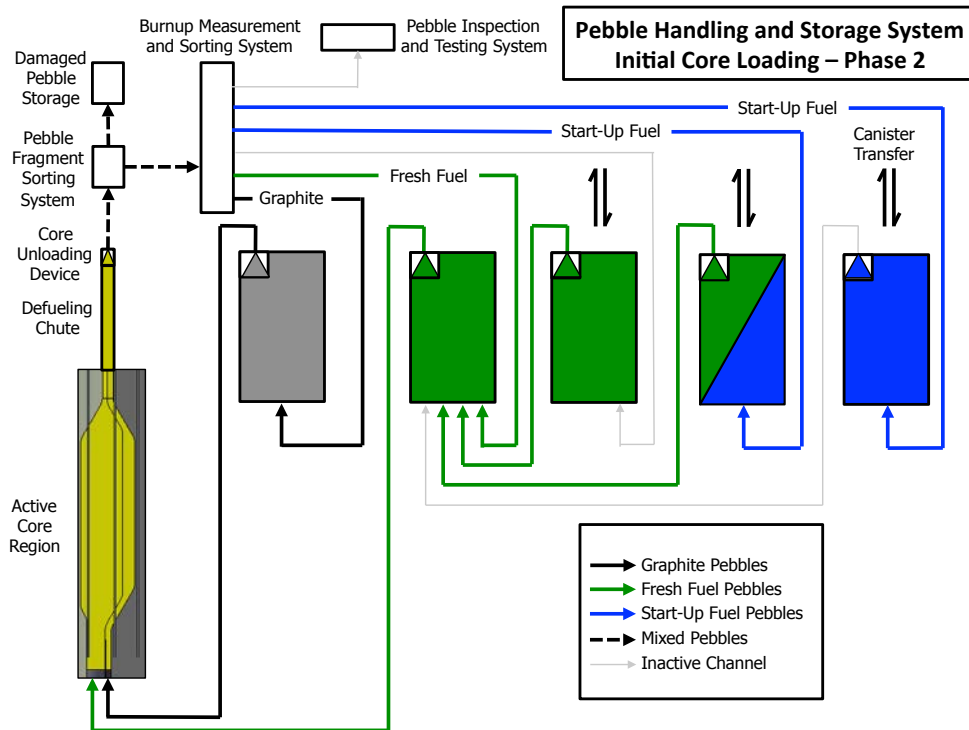 Burnup Measurement
and Sorting System
Pebble Inspection
and Testing System
Pebble Handling and Storage System
Initial Core Loading – Phase 2
Damaged
Pebble
Storage
Start-Up Fuel
Start-Up Fuel
Canister
Transfer
Pebble
Fragment
Sorting
System
Fresh Fuel
Graphite
Core
Unloading
Device
Defueling
Chute
Active
Core
Region
Graphite Pebbles
Fresh Fuel Pebbles
Start-Up Fuel Pebbles
Mixed Pebbles
Inactive Channel